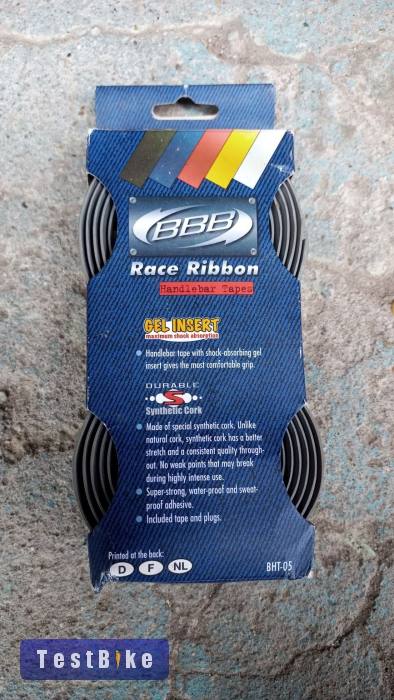 BBB
Race Ribbon
Handlebar Tapes
GEL INSERT
maximum shock absorption
Handlebar tape with shock-absorbing gel
insert gives the most comfortable grip.
DURABLE
S
Synthetic Cork
Made of special synthetic cork. Unlike
natural cork, synthetic cork has a better
stretch and a consistent quality through-
out. No weak points that may break
during highly intense use.
Super-strong, water-proof and sweat-
proof adhesive.
Included tape and plugs.
Printed at the back:
D F NL
BHT-05
TestBike